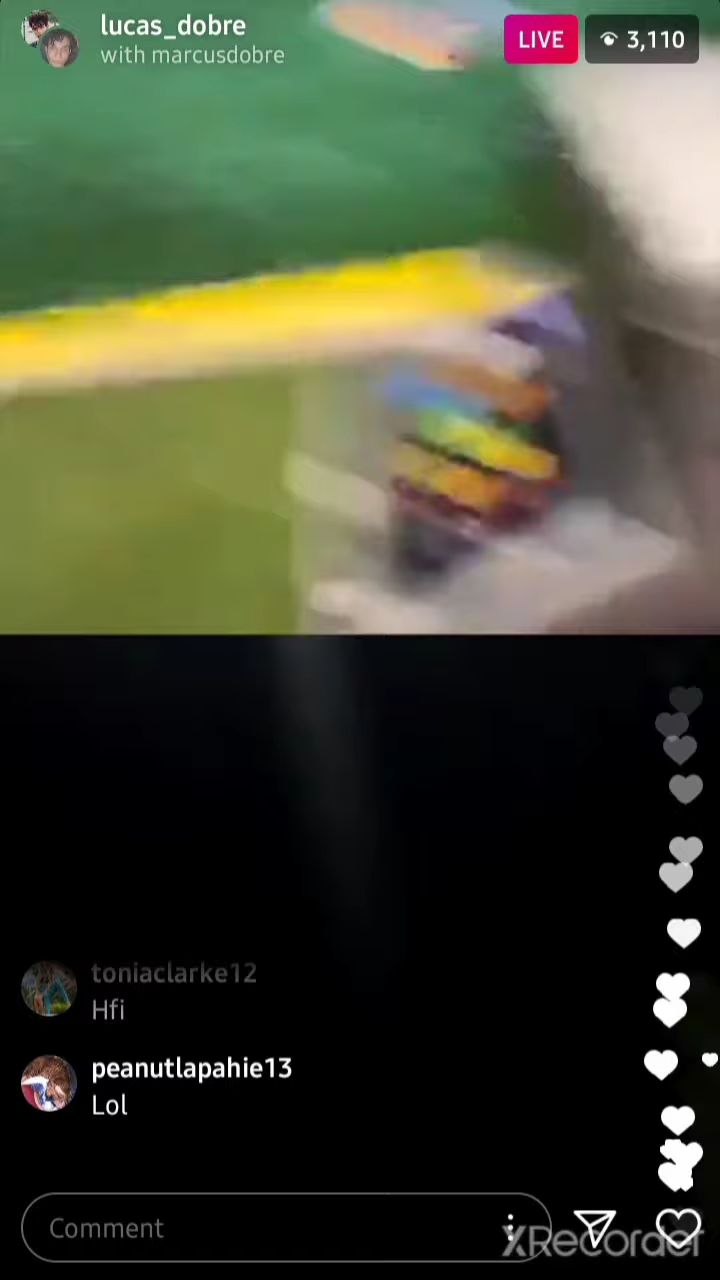 lucas_dobre
with marcusdobre
LIVE
3,110
toniaclarke12
Hfi
peanutlapahie13
Lol
Comment
XRecorder